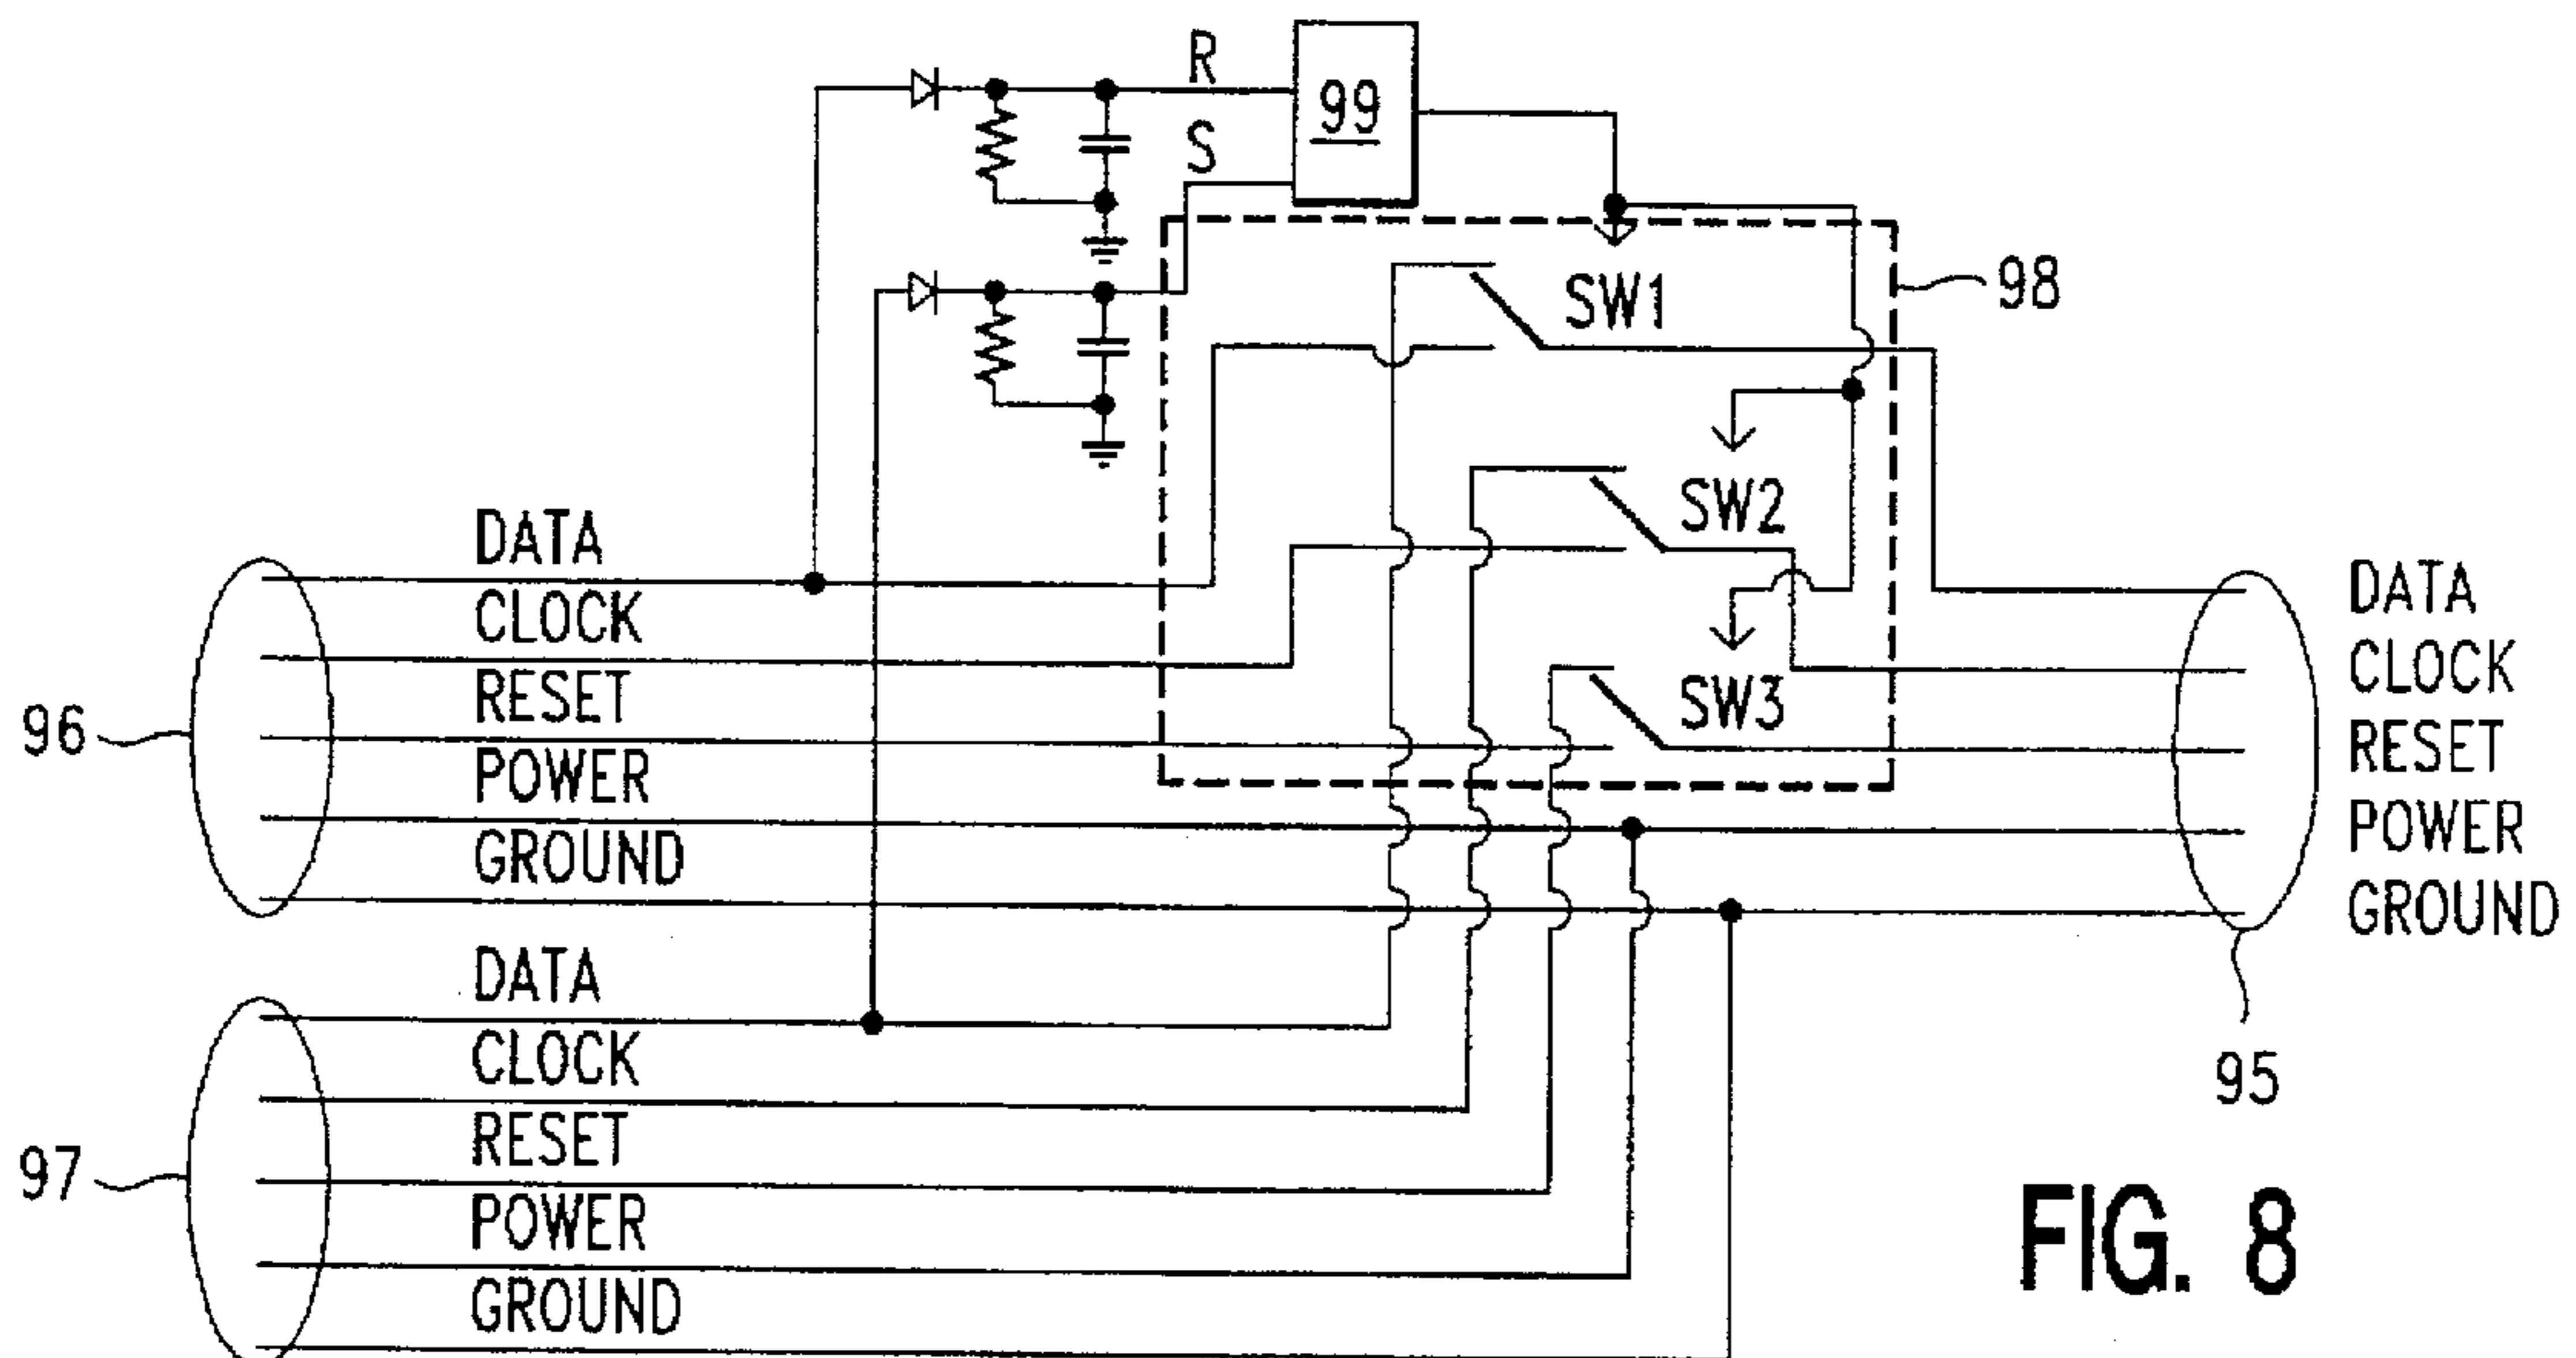 R
99
S
SW1
98
SW2
SW3
DATA
CLOCK
RESET
POWER
GROUND
96
DATA
CLOCK
RESET
POWER
GROUND
95
DATA
CLOCK
RESET
POWER
GROUND
97
FIG. 8